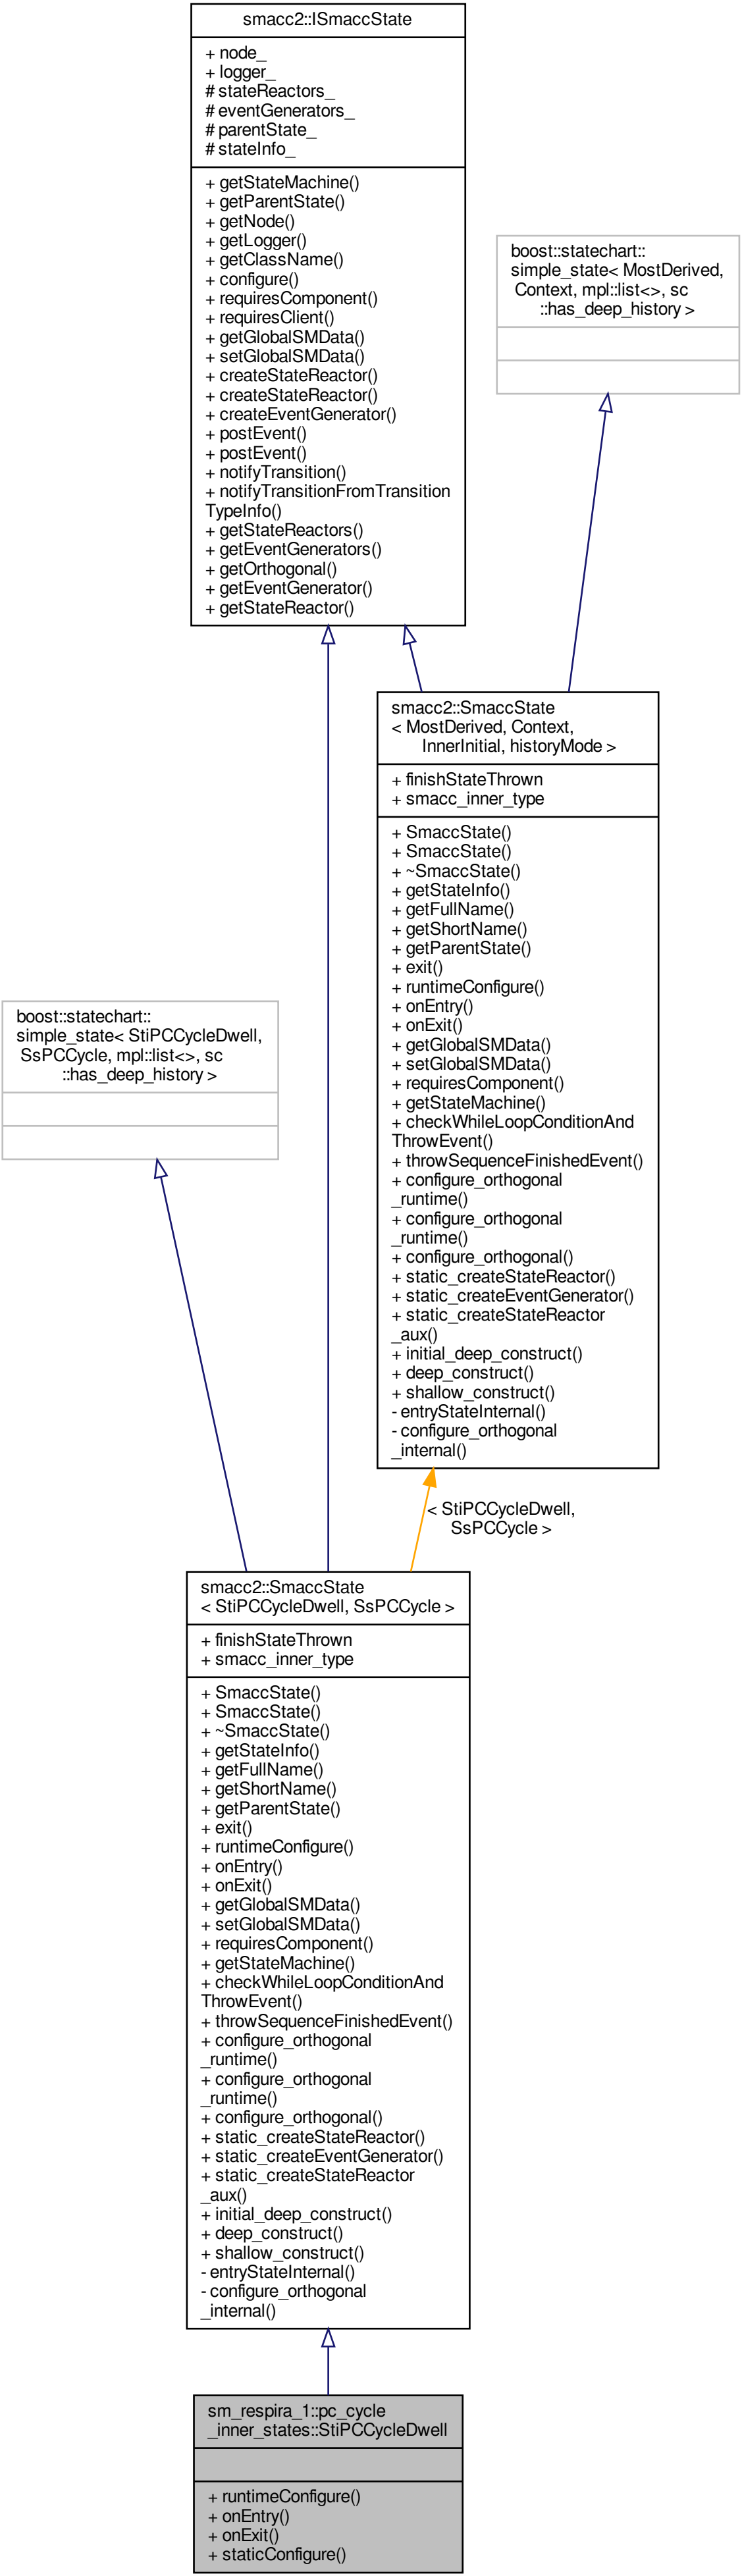 smacc2::ISmaccState
+ node_
+ logger_
# stateReactors_
# eventGenerators_
# parentState_
# stateInfo_
+ getStateMachine()
+ getParentState()
+ getNode()
+ getLogger()
+ getClassName()
+ configure()
+ requiresComponent()
+ requiresClient()
+ getGlobalSMData()
+ setGlobalSMData()
+ createStateReactor()
+ createStateReactor()
+ createEventGenerator()
+ postEvent()
+ postEvent()
+ notifyTransition()
+ notifyTransitionFromTransition
TypeInfo()
+ getStateReactors()
+ getEventGenerators()
+ getOrthogonal()
+ getEventGenerator()
+ getStateReactor()
boost::statechart::
simple_state< MostDerived,
Context, mpl::list<>, sc
::has_deep_history >
smacc2::SmaccState
< MostDerived, Context,
InnerInitial, historyMode >
+ finishStateThrown
+ smacc_inner_type
+ SmaccState()
+ SmaccState()
+ ~SmaccState()
+ getStateInfo()
+ getFullName()
+ getShortName()
+ getParentState()
+ exit()
+ runtimeConfigure()
+ onEntry()
+ onExit()
+ getGlobalSMData()
+ setGlobalSMData()
+ requiresComponent()
+ getStateMachine()
+ checkWhileLoopConditionAnd
ThrowEvent()
+ throwSequenceFinishedEvent()
+ configure_orthogonal
_runtime()
+ configure_orthogonal
_runtime()
+ configure_orthogonal()
+ static_createStateReactor()
+ static_createEventGenerator()
+ static_createStateReactor
_aux()
+ initial_deep_construct()
+ deep_construct()
+ shallow_construct()
- entryStateInternal()
- configure_orthogonal
_internal()
boost::statechart::
simple_state< StiPCCycleDwell,
SsPCCycle, mpl::list<>, sc
::has_deep_history >
< StiPCCycleDwell,
SsPCCycle >
smacc2::SmaccState
< StiPCCycleDwell, SsPCCycle >
+ finishStateThrown
+ smacc_inner_type
+ SmaccState()
+ SmaccState()
+ ~SmaccState()
+ getStateInfo()
+ getFullName()
+ getShortName()
+ getParentState()
+ exit()
+ runtimeConfigure()
+ onEntry()
+ onExit()
+ getGlobalSMData()
+ setGlobalSMData()
+ requiresComponent()
+ getStateMachine()
+ checkWhileLoopConditionAnd
ThrowEvent()
+ throwSequenceFinishedEvent()
+ configure_orthogonal
_runtime()
+ configure_orthogonal
_runtime()
+ configure_orthogonal()
+ static_createStateReactor()
+ static_createEventGenerator()
+ static_createStateReactor
_aux()
+ initial_deep_construct()
+ deep_construct()
+ shallow_construct()
- entryStateInternal()
- configure_orthogonal
_internal()
sm_respira_1::pc_cycle
_inner_states::StiPCCycleDwell
+ runtimeConfigure()
+ onEntry()
+ onExit()
+ staticConfigure()